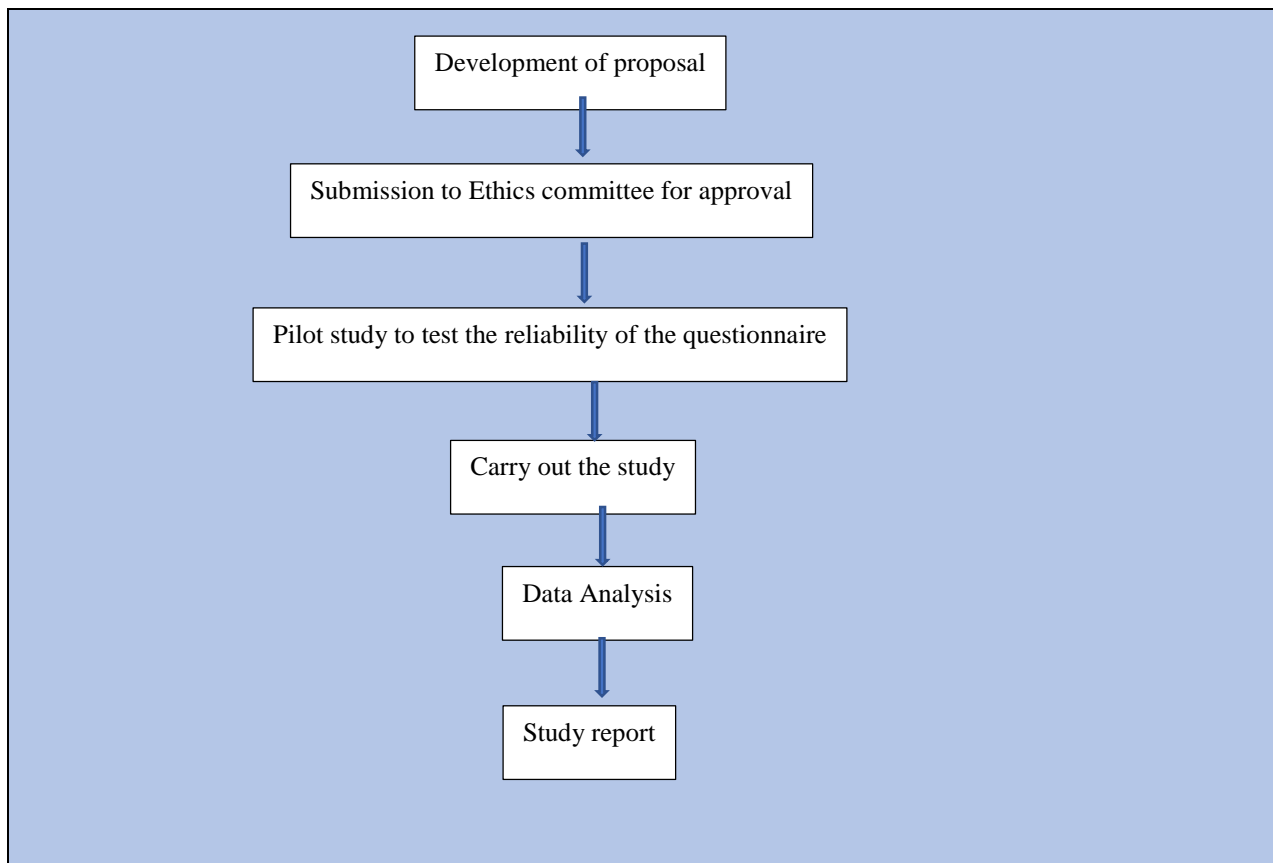 Development of proposal
Submission to Ethics committee for approval
Pilot study to test the reliability of the questionnaire
Carry out the study
Data Analysis
Study report